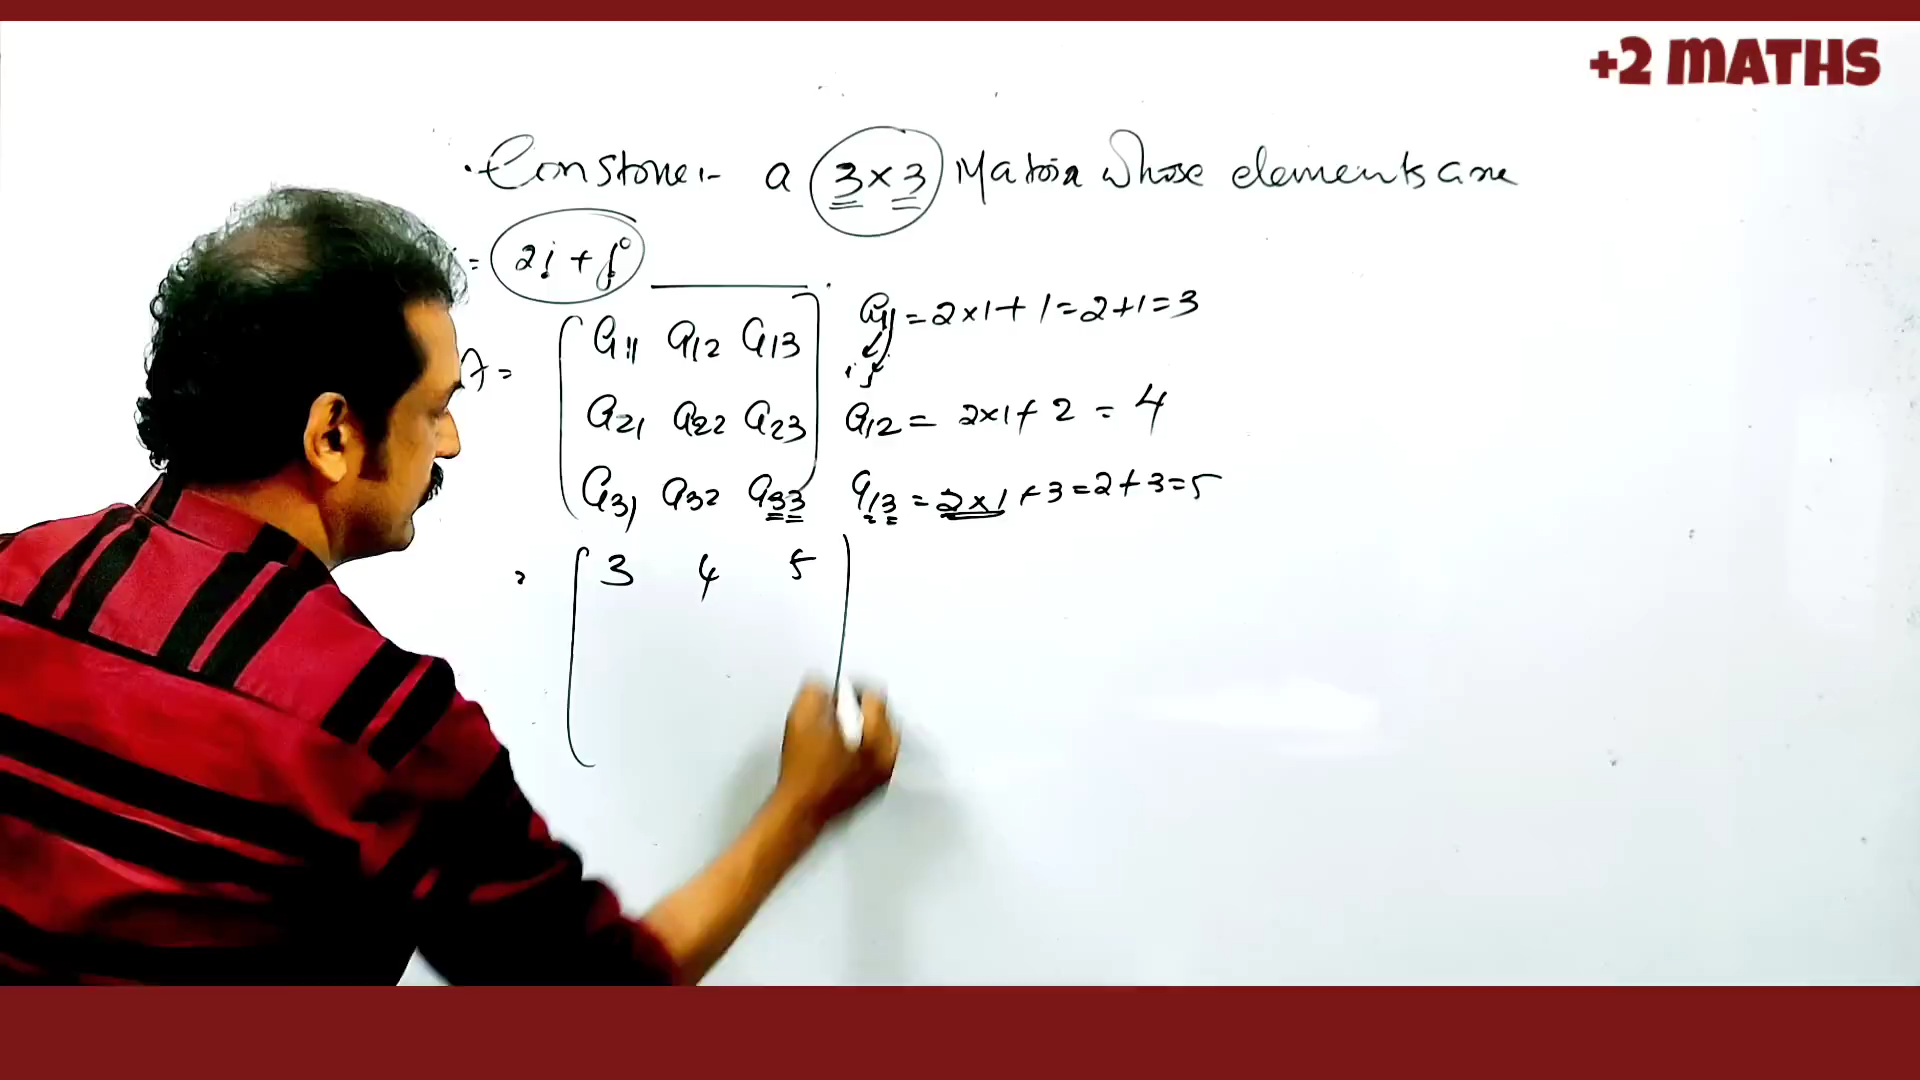 +2 MATHS
Construct a 3×3 Matrix whose elements are
= 2i + j
A = [ a11 a12 a13
a21 a22 a23
a31 a32 a33 ]
a11 = 2×1 + 1 = 2+1 = 3
i j
a12 = 2×1 + 2 = 4
a13 = 2×1 + 3 = 2+3 = 5
= [ 3 4 5 ]